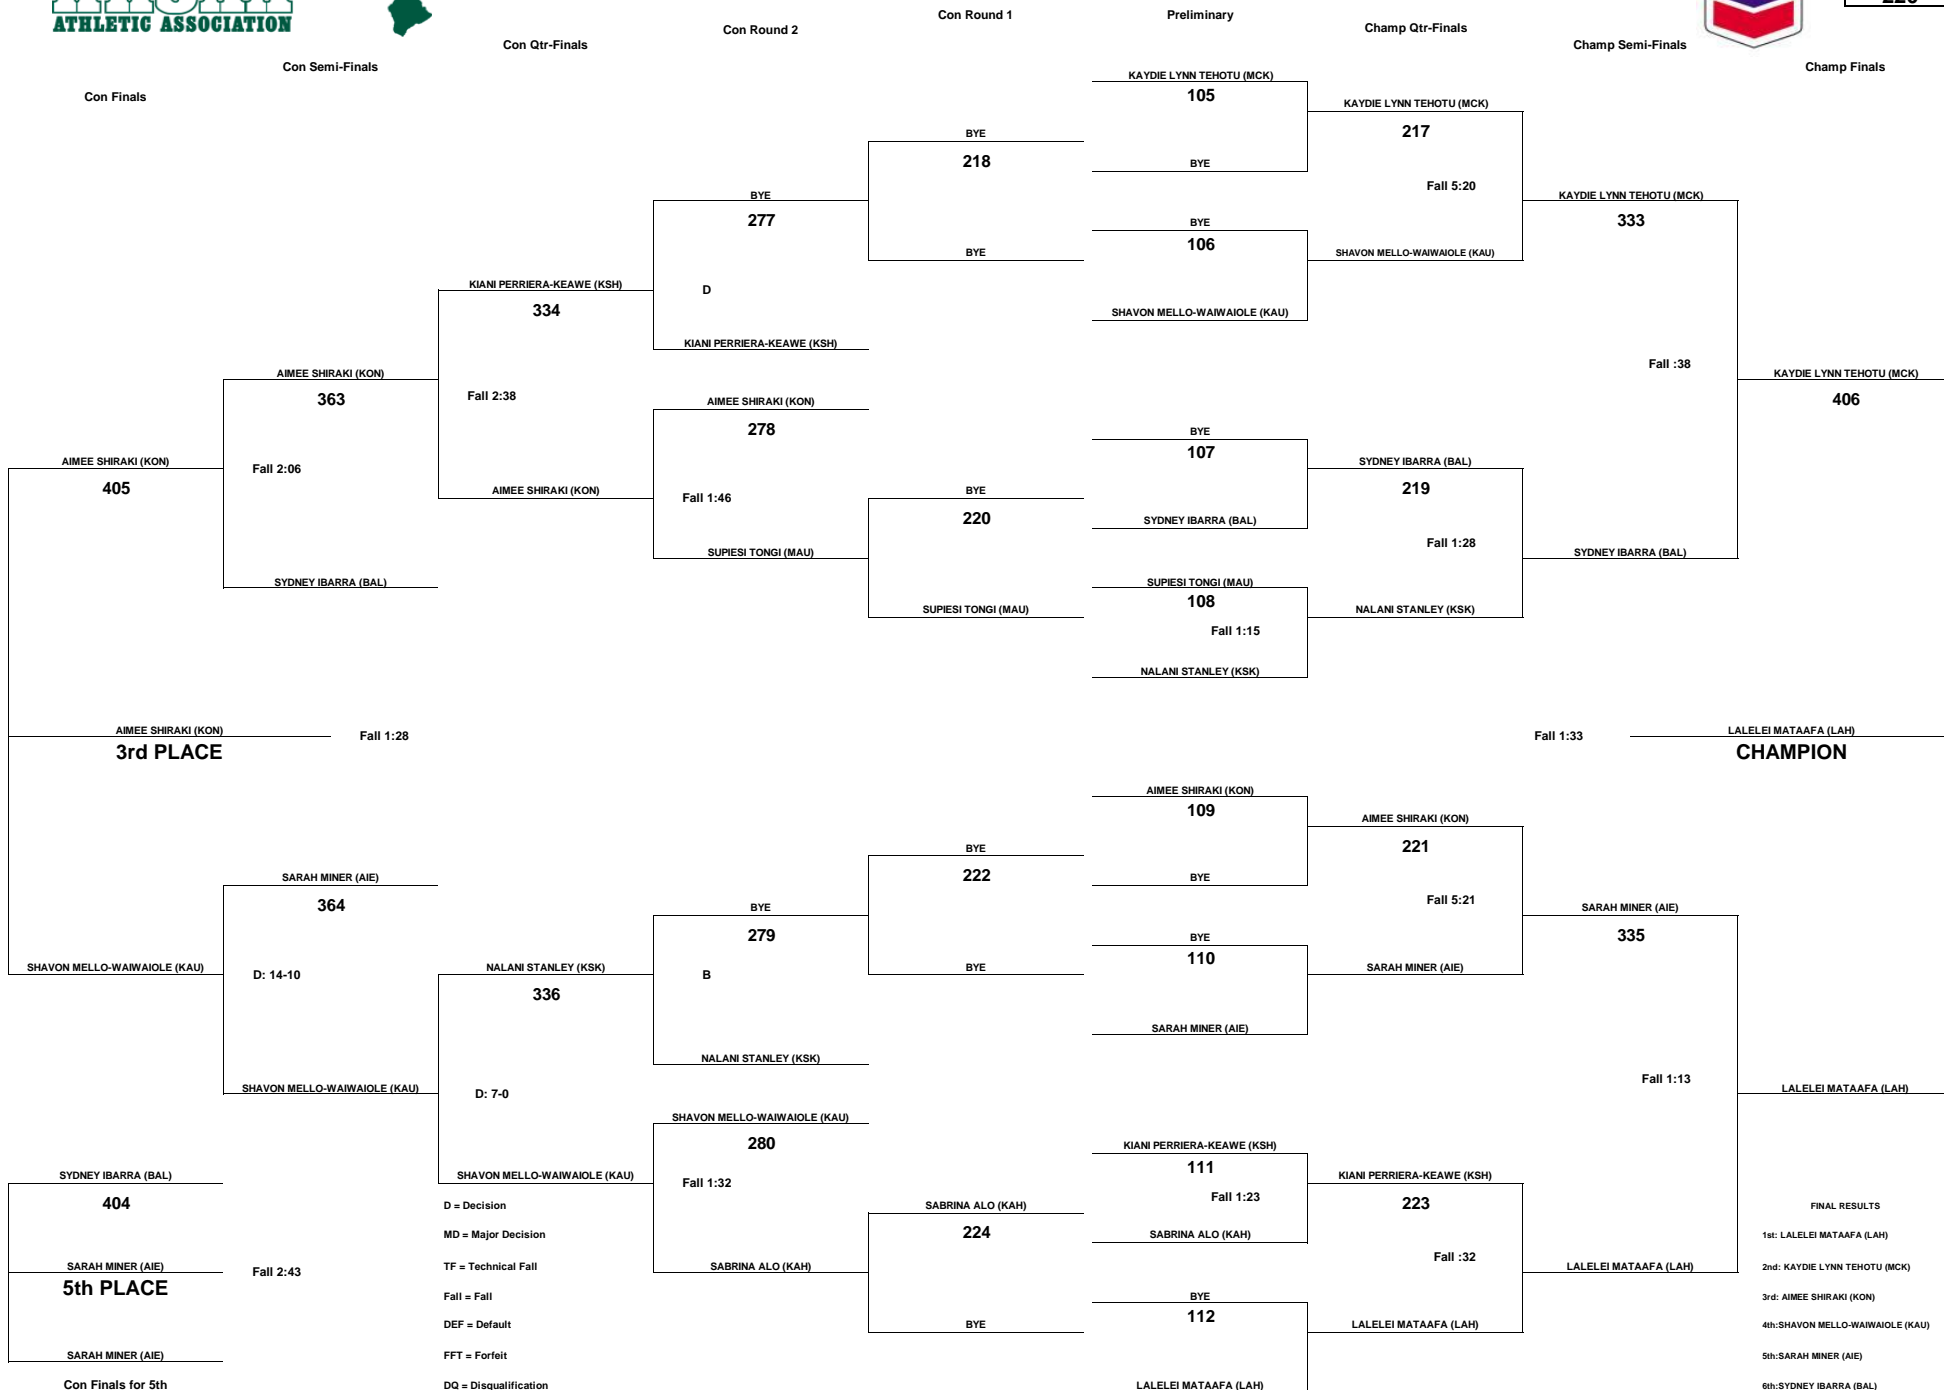 ATHLETIC ASSOCIATION
Con Round 1
Preliminary
Con Round 2
Champ Qtr-Finals
Con Qtr-Finals
Champ Semi-Finals
Con Semi-Finals
Champ Finals
Con Finals
KAYDIE LYNN TEHOTU (MCK)
105
KAYDIE LYNN TEHOTU (MCK)
BYE
217
218
BYE
Fall 5:20
BYE
KAYDIE LYNN TEHOTU (MCK)
277
BYE
333
106
BYE
SHAVON MELLO-WAIWAIOLE (KAU)
KIANI PERRIERA-KEAWE (KSH)
D
334
SHAVON MELLO-WAIWAIOLE (KAU)
KIANI PERRIERA-KEAWE (KSH)
Fall :38
AIMEE SHIRAKI (KON)
KAYDIE LYNN TEHOTU (MCK)
363
Fall 2:38
AIMEE SHIRAKI (KON)
406
278
BYE
107
AIMEE SHIRAKI (KON)
Fall 2:06
SYDNEY IBARRA (BAL)
405
AIMEE SHIRAKI (KON)
Fall 1:46
BYE
219
220
SYDNEY IBARRA (BAL)
Fall 1:28
SUPIESI TONGI (MAU)
SYDNEY IBARRA (BAL)
SYDNEY IBARRA (BAL)
SUPIESI TONGI (MAU)
108
SUPIESI TONGI (MAU)
NALANI STANLEY (KSK)
Fall 1:15
NALANI STANLEY (KSK)
AIMEE SHIRAKI (KON)
Fall 1:28
Fall 1:33
LALELEI MATAAFA (LAH)
3rd PLACE
CHAMPION
AIMEE SHIRAKI (KON)
109
AIMEE SHIRAKI (KON)
BYE
221
SARAH MINER (AIE)
222
BYE
364
Fall 5:21
BYE
SARAH MINER (AIE)
279
BYE
335
110
SHAVON MELLO-WAIWAIOLE (KAU)
D: 14-10
NALANI STANLEY (KSK)
B
BYE
SARAH MINER (AIE)
336
SARAH MINER (AIE)
NALANI STANLEY (KSK)
Fall 1:13
SHAVON MELLO-WAIWAIOLE (KAU)
D: 7-0
LALELEI MATAAFA (LAH)
SHAVON MELLO-WAIWAIOLE (KAU)
280
KIANI PERRIERA-KEAWE (KSH)
111
SYDNEY IBARRA (BAL)
SHAVON MELLO-WAIWAIOLE (KAU)
Fall 1:32
KIANI PERRIERA-KEAWE (KSH)
Fall 1:23
404
D = Decision
SABRINA ALO (KAH)
223
FINAL RESULTS
MD = Major Decision
224
SABRINA ALO (KAH)
1st: LALELEI MATAAFA (LAH)
Fall :32
SARAH MINER (AIE)
Fall 2:43
TF = Technical Fall
SABRINA ALO (KAH)
LALELEI MATAAFA (LAH)
2nd: KAYDIE LYNN TEHOTU (MCK)
5th PLACE
Fall = Fall
BYE
3rd: AIMEE SHIRAKI (KON)
112
DEF = Default
BYE
LALELEI MATAAFA (LAH)
4th:SHAVON MELLO-WAIWAIOLE (KAU)
SARAH MINER (AIE)
FFT = Forfeit
5th:SARAH MINER (AIE)
Con Finals for 5th
DQ = Disqualification
LALELEI MATAAFA (LAH)
6th:SYDNEY IBARRA (BAL)